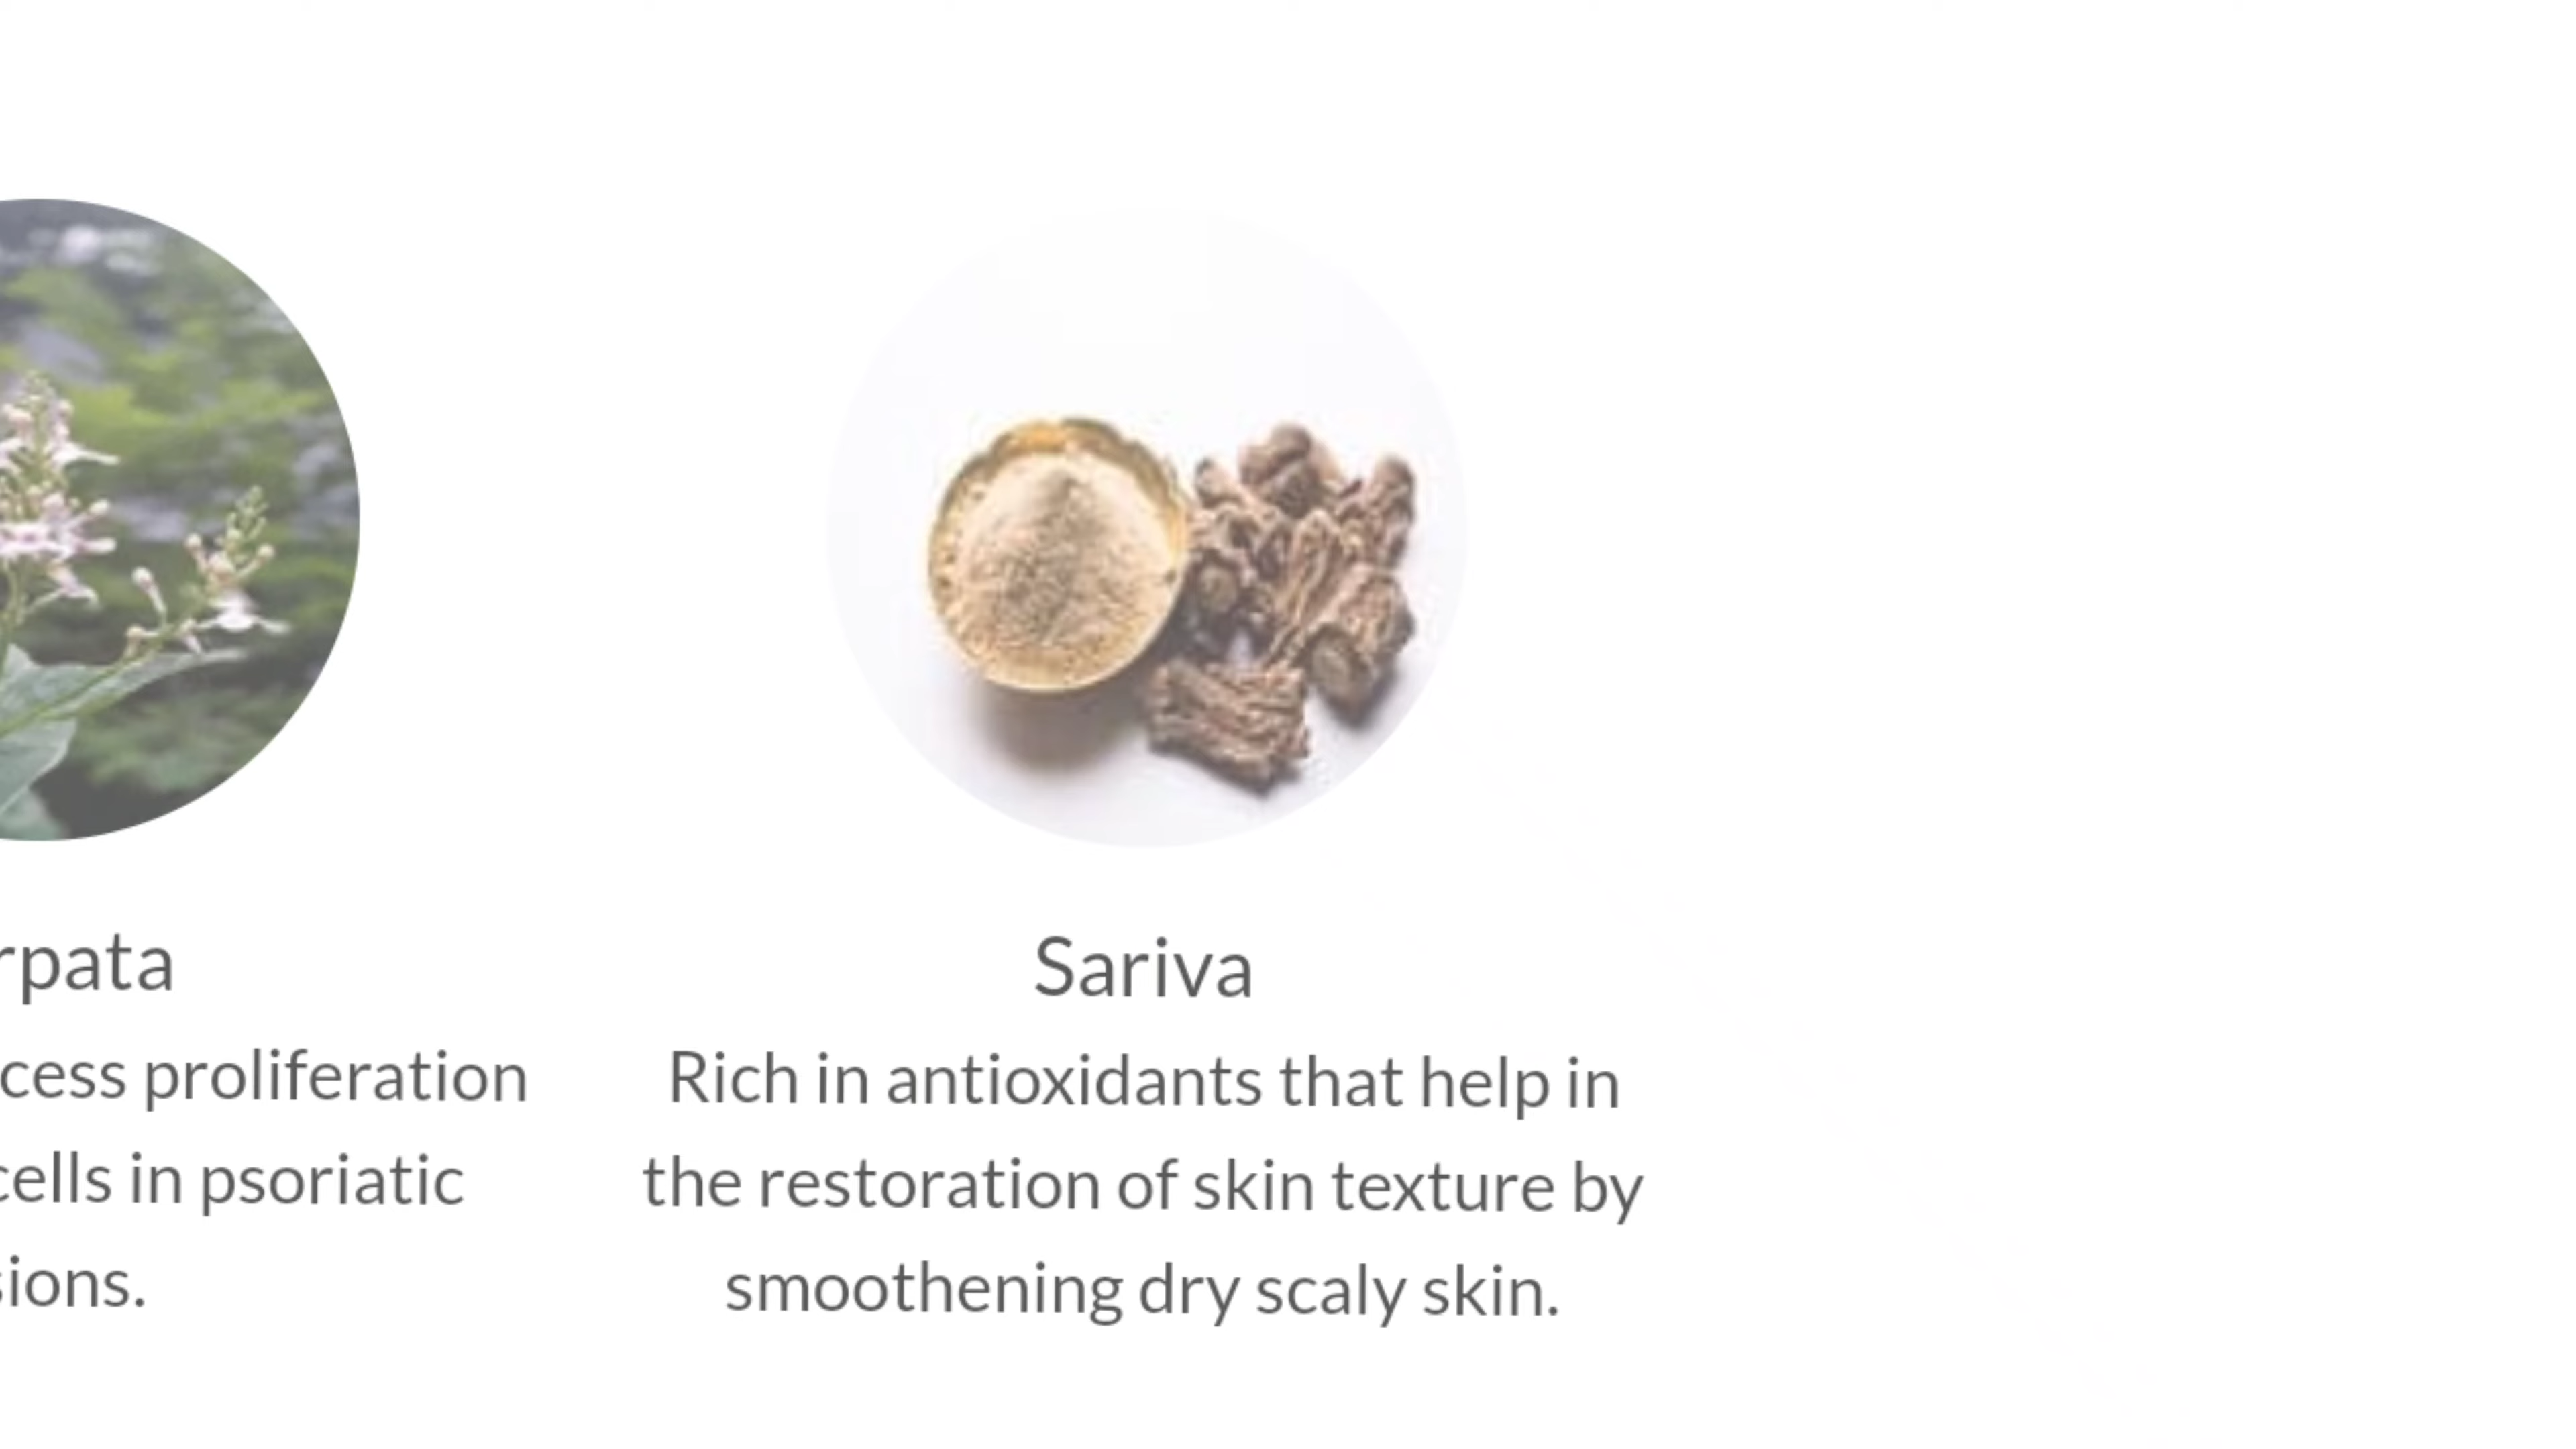 rpata
cess proliferation
cells in psoriatic
sions.
Sariva
Rich in antioxidants that help in
the restoration of skin texture by
smoothening dry scaly skin.